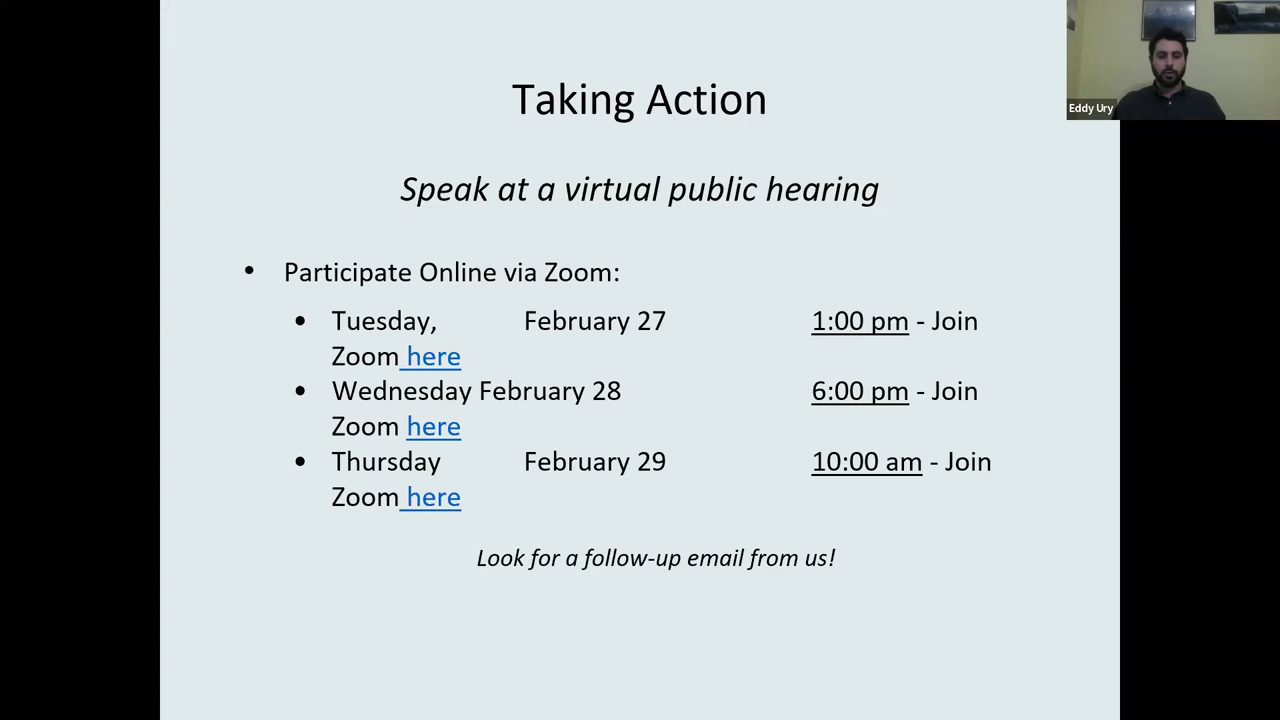 Taking Action
Eddy Ury
Speak at a virtual public hearing
• Participate Online via Zoom:
• Tuesday, February 27 1:00 pm - Join
Zoom here
• Wednesday February 28 6:00 pm - Join
Zoom here
• Thursday February 29 10:00 am - Join
Zoom here
Look for a follow-up email from us!